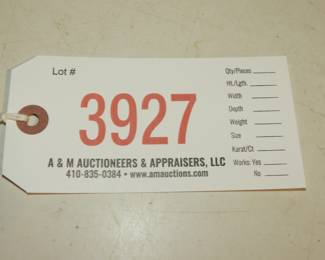 Lot #
3927
A & M AUCTIONEERS & APPRAISERS, LLC
410-835-0384 • www.amauctions.com
Qty/Pieces
Ht./Lgth.
Width
Depth
Weight
Size
Karat/Ct.
Works: Yes
No